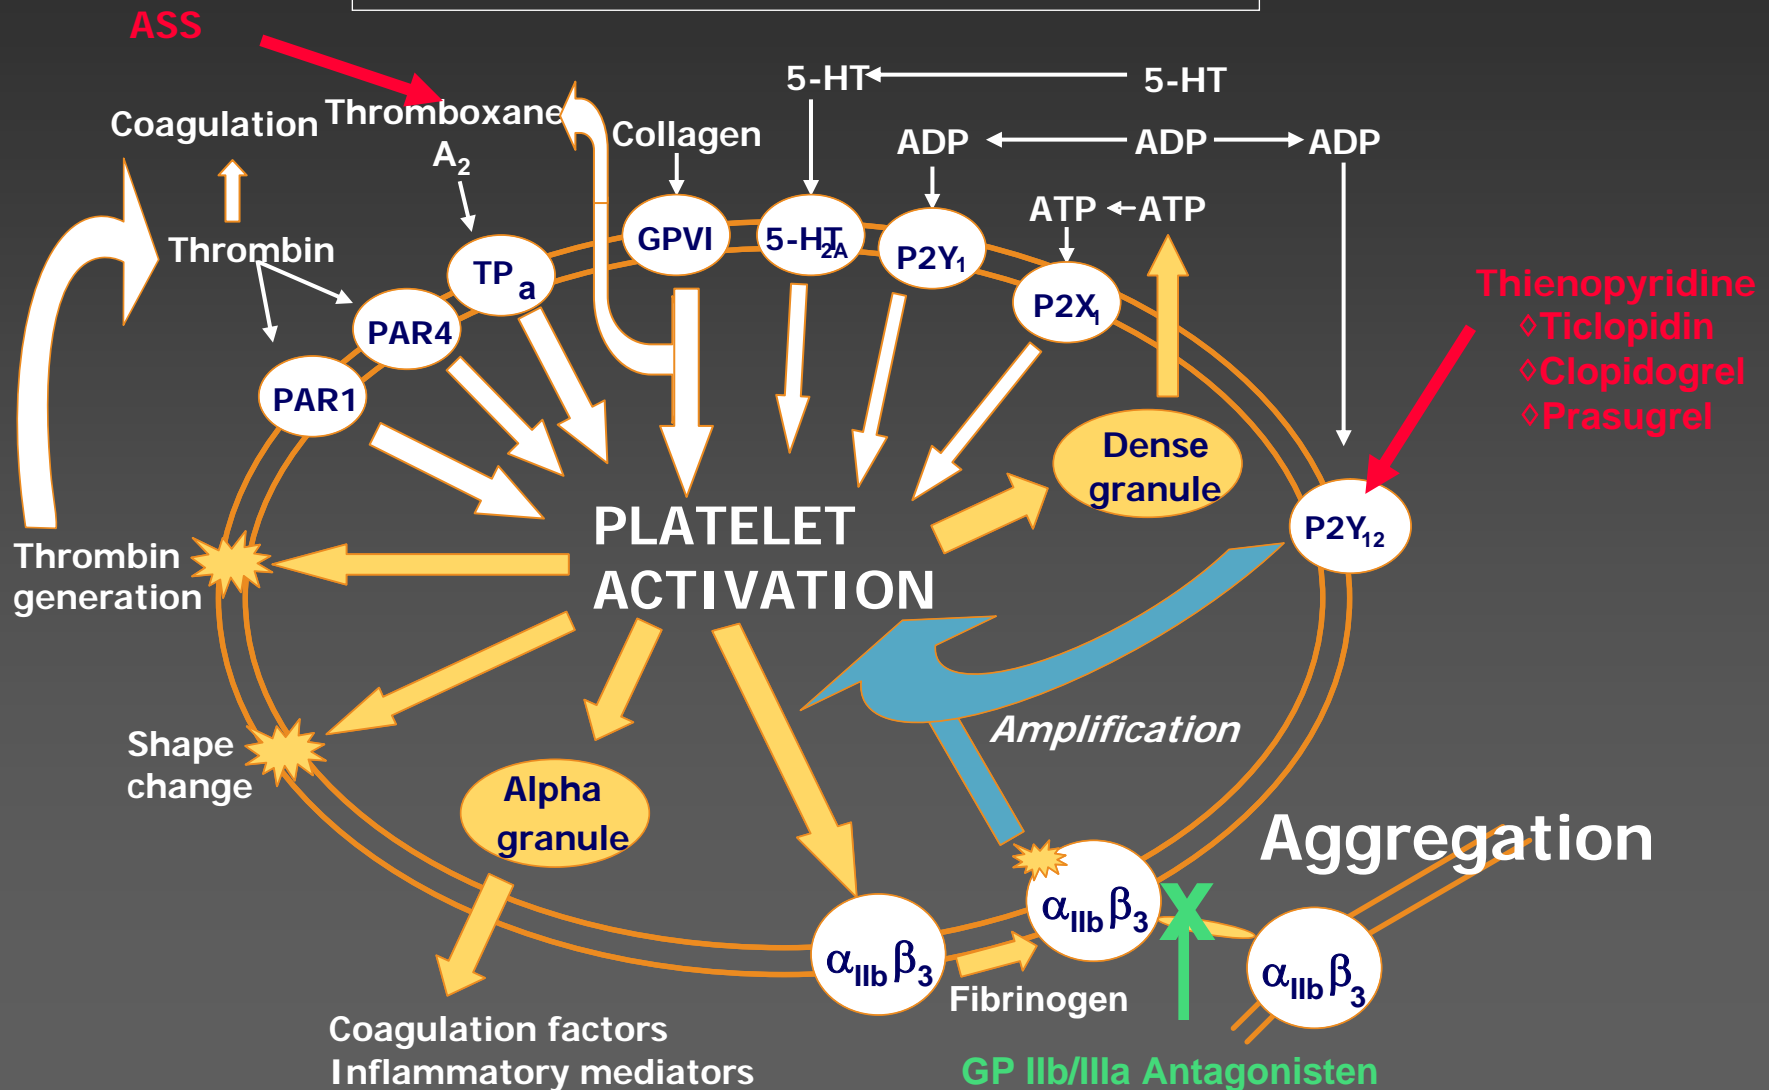 ASS
5-HT
5-HT
Coagulation
Thromboxane
A2
Collagen
ADP
ADP
ADP
ATP
ATP
Thrombin
GPVI
5-HT2A
P2Y1
TPa
P2X1
PAR4
PAR1
Thienopyridine
◊Ticlopidin
◊Clopidogrel
◊Prasugrel
Dense
granule
PLATELET
ACTIVATION
P2Y12
Thrombin
generation
Amplification
Shape
change
Alpha
granule
Aggregation
αIIbβ3
αIIbβ3
αIIbβ3
Fibrinogen
Coagulation factors
Inflammatory mediators
GP IIb/IIIa Antagonisten